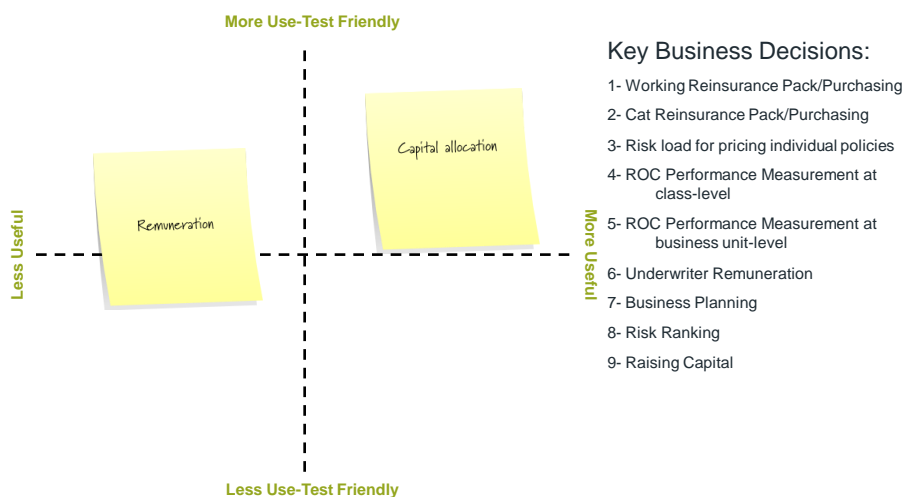 More Use-Test Friendly
Key Business Decisions:
1- Working Reinsurance Pack/Purchasing
2- Cat Reinsurance Pack/Purchasing
3- Risk load for pricing individual policies
4- ROC Performance Measurement at
class-level
5- ROC Performance Measurement at
business unit-level
6- Underwriter Remuneration
7- Business Planning
8- Risk Ranking
9- Raising Capital
Capital allocation
Remuneration
Less Useful
More Useful
Less Use-Test Friendly